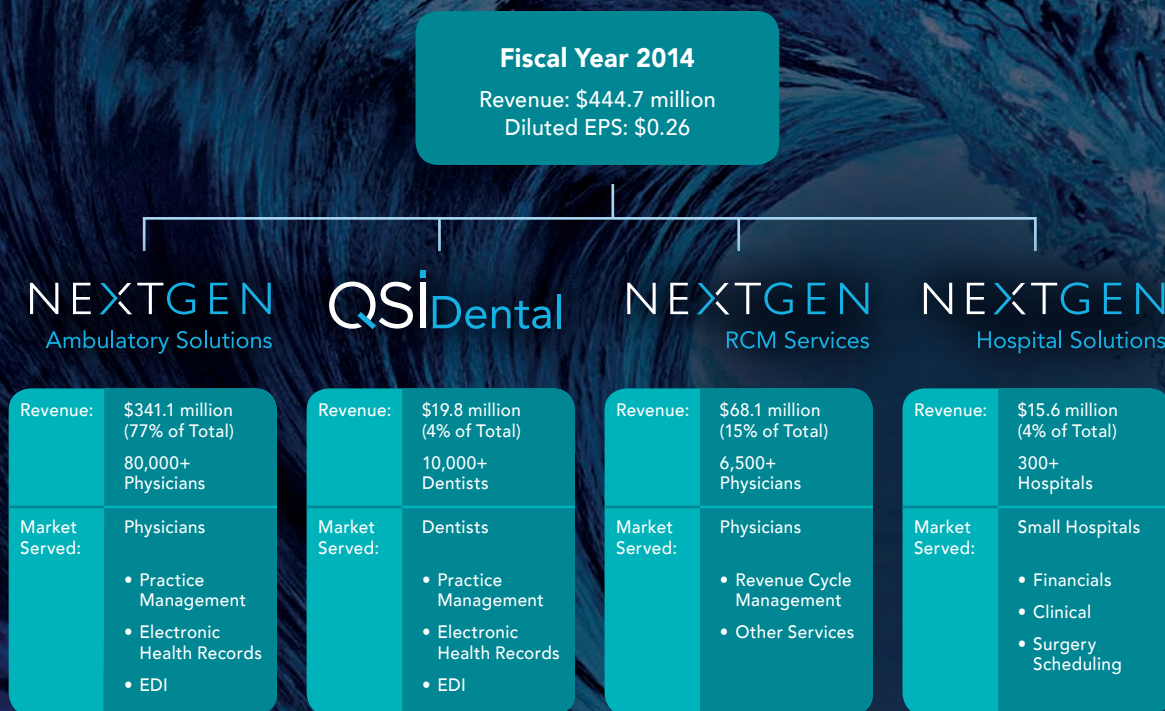 Fiscal Year 2014
Revenue: $444.7 million
Diluted EPS: $0.26
NEXTGEN
Ambulatory Solutions
QSIDental
NEXTGEN
RCM Services
NEXTGEN
Hospital Solutions
Revenue:
$341.1 million
(77% of Total)
80,000+
Physicians
Market
Served:
Physicians
• Practice
Management
• Electronic
Health Records
• EDI
Revenue:
$19.8 million
(4% of Total)
10,000+
Dentists
Market
Served:
Dentists
• Practice
Management
• Electronic
Health Records
• EDI
Revenue:
$68.1 million
(15% of Total)
6,500+
Physicians
Market
Served:
Physicians
• Revenue Cycle
Management
• Other Services
Revenue:
$15.6 million
(4% of Total)
300+
Hospitals
Market
Served:
Small Hospitals
• Financials
• Clinical
• Surgery
Scheduling